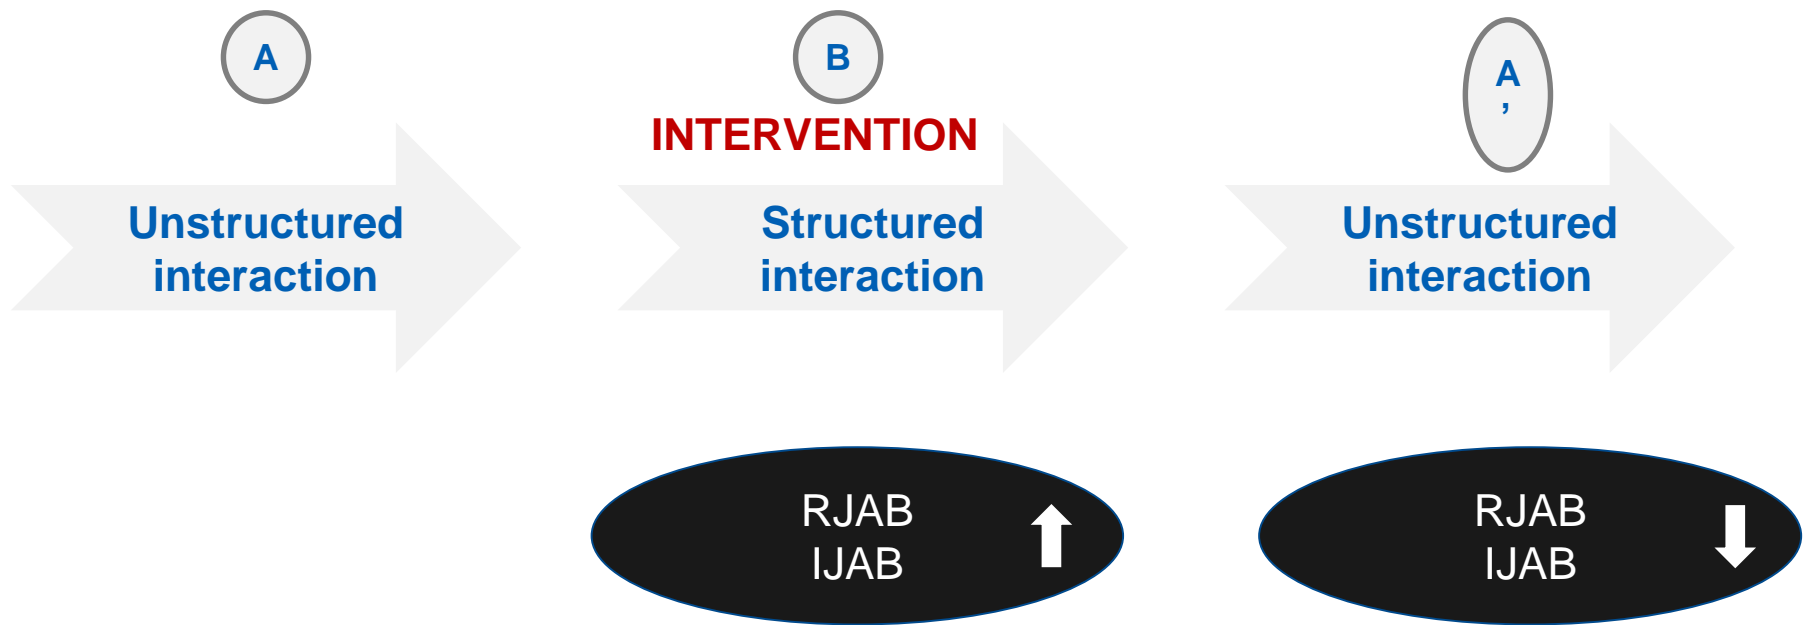 A
B
A
’
INTERVENTION
Unstructured
interaction
Structured
interaction
Unstructured
interaction
RJAB
IJAB
RJAB
IJAB